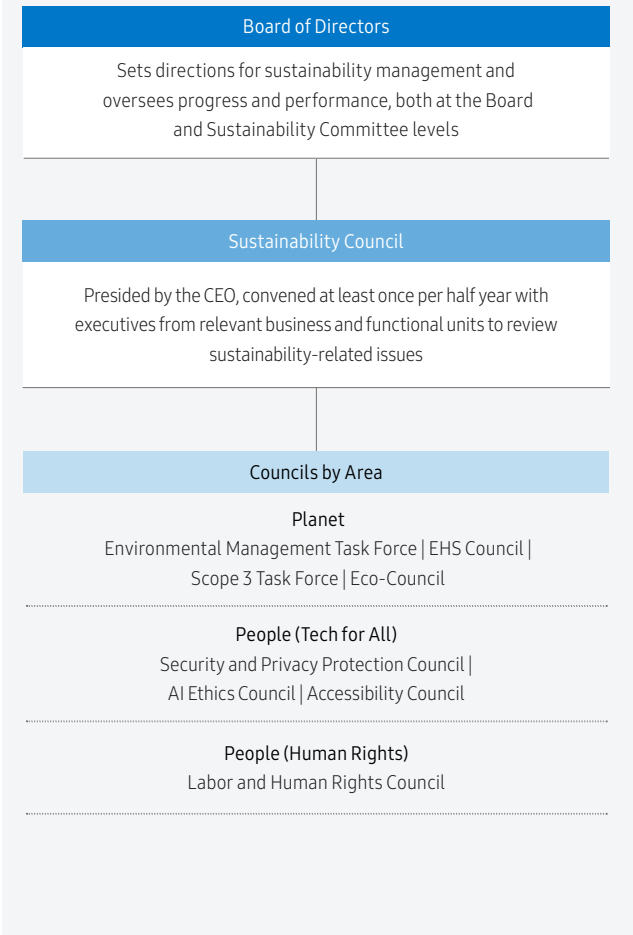 Board of Directors
Sets directions for sustainability management and
oversees progress and performance, both at the Board
and Sustainability Committee levels
Sustainability Council
Presided by the CEO, convened at least once per half year with
executives from relevant business and functional units to review
sustainability-related issues
Councils by Area
Planet
Environmental Management Task Force | EHS Council |
Scope 3 Task Force | Eco-Council
People (Tech for All)
Security and Privacy Protection Council |
AI Ethics Council | Accessibility Council
People (Human Rights)
Labor and Human Rights Council